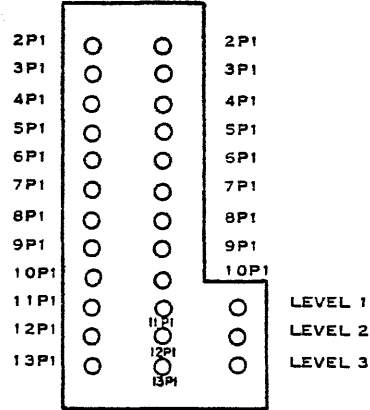 2P1 2P1
3P1 3P1
4P1 4P1
5P1 5P1
6P1 6P1
7P1 7P1
8P1 8P1
9P1 9P1
10P1 10P1
11P1 LEVEL 1
11P1
12P1 LEVEL 2
12P1
13P1 LEVEL 3
13P1